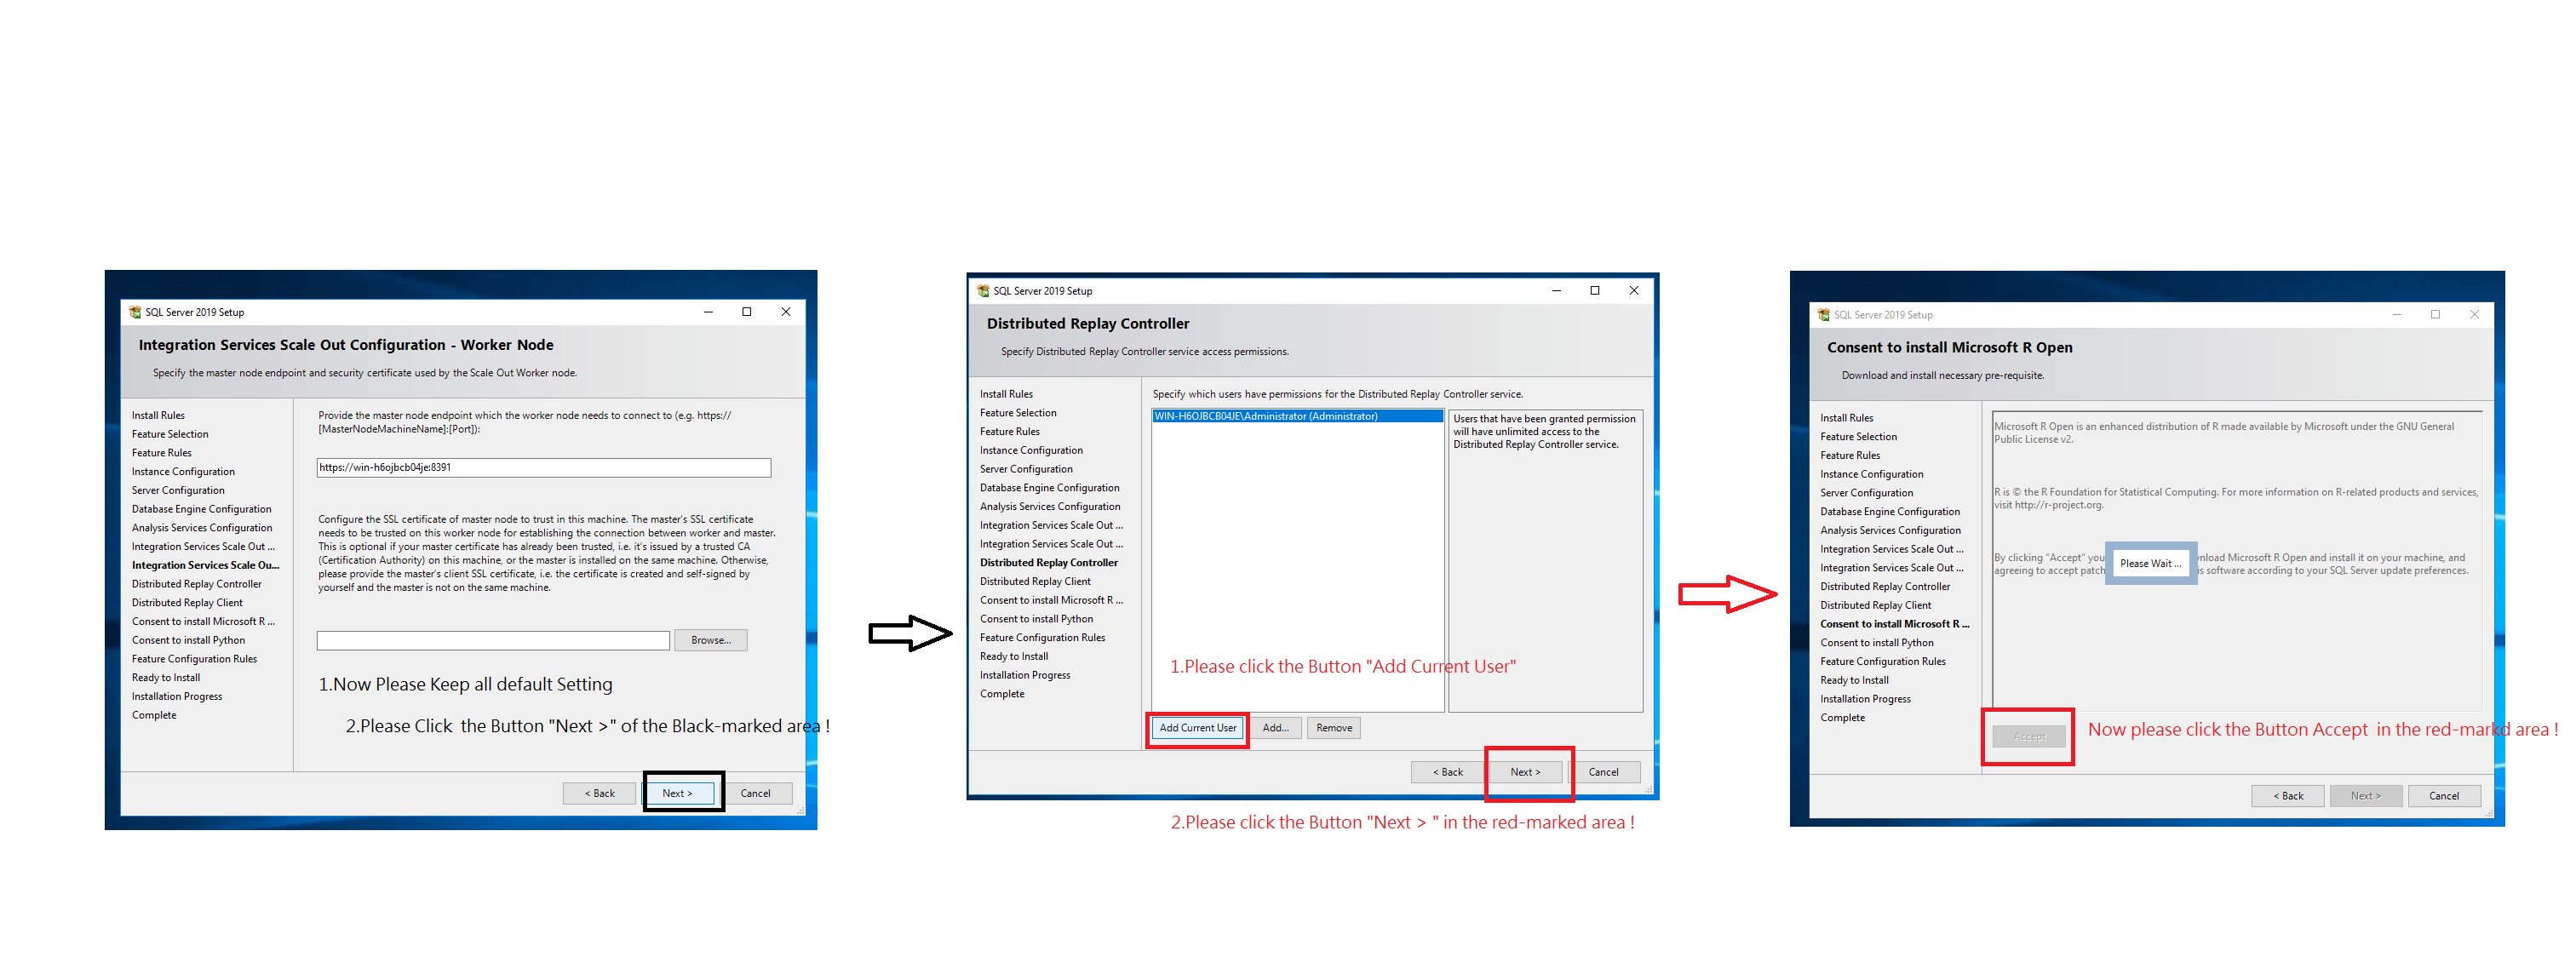 SQL Server 2019 Setup
Integration Services Scale Out Configuration - Worker Node
Specify the master node endpoint and security certificate used by the Scale Out Worker node.
Install Rules
Feature Selection
Feature Rules
Instance Configuration
Server Configuration
Database Engine Configuration
Analysis Services Configuration
Integration Services Scale Out ...
Integration Services Scale Ou...
Distributed Replay Controller
Distributed Replay Client
Consent to install Microsoft R ...
Consent to install Python
Feature Configuration Rules
Ready to Install
Installation Progress
Complete
Provide the master node endpoint which the worker node needs to connect to (e.g. https://
[MasterNodeMachineName]:[Port]):
https://win-h6ojbcb04je:8391
Configure the SSL certificate of master node to trust in this machine. The master's SSL certificate
needs to be trusted on this worker node for establishing the connection between worker and master.
This is optional if your master certificate has already been trusted, i.e. it's issued by a trusted CA
(Certification Authority) on this machine, or the master is installed on the same machine. Otherwise,
please provide the master's client SSL certificate, i.e. the certificate is created and self-signed by
yourself and the master is not on the same machine.
Browse...
1.Now Please Keep all default Setting
2.Please Click the Button "Next >" of the Black-marked area !
< Back
Next >
Cancel
SQL Server 2019 Setup
Distributed Replay Controller
Specify Distributed Replay Controller service access permissions.
Install Rules
Feature Selection
Feature Rules
Instance Configuration
Server Configuration
Database Engine Configuration
Analysis Services Configuration
Integration Services Scale Out ...
Integration Services Scale Out ...
Distributed Replay Controller
Distributed Replay Client
Consent to install Microsoft R ...
Consent to install Python
Feature Configuration Rules
Ready to Install
Installation Progress
Complete
Specify which users have permissions for the Distributed Replay Controller service.
WIN-H6OJBCB04JE\Administrator (Administrator)
Users that have been granted permission
will have unlimited access to the
Distributed Replay Controller service.
1.Please click the Button "Add Current User"
Add Current User
Add...
Remove
< Back
Next >
Cancel
2.Please click the Button "Next > " in the red-marked area !
SQL Server 2019 Setup
Consent to install Microsoft R Open
Download and install necessary pre-requisite.
Install Rules
Feature Selection
Feature Rules
Instance Configuration
Server Configuration
Database Engine Configuration
Analysis Services Configuration
Integration Services Scale Out ...
Integration Services Scale Out ...
Distributed Replay Controller
Distributed Replay Client
Consent to install Microsoft R ...
Consent to install Python
Feature Configuration Rules
Ready to Install
Installation Progress
Complete
Microsoft R Open is an enhanced distribution of R made available by Microsoft under the GNU General
Public License v2.
R is © the R Foundation for Statistical Computing. For more information on R-related products and services,
visit http://r-project.org.
By clicking "Accept" you nload Microsoft R Open and install it on your machine, and
agreeing to accept patch is software according to your SQL Server update preferences.
Please Wait ...
Accept
Now please click the Button Accept in the red-markd area !
< Back
Next >
Cancel